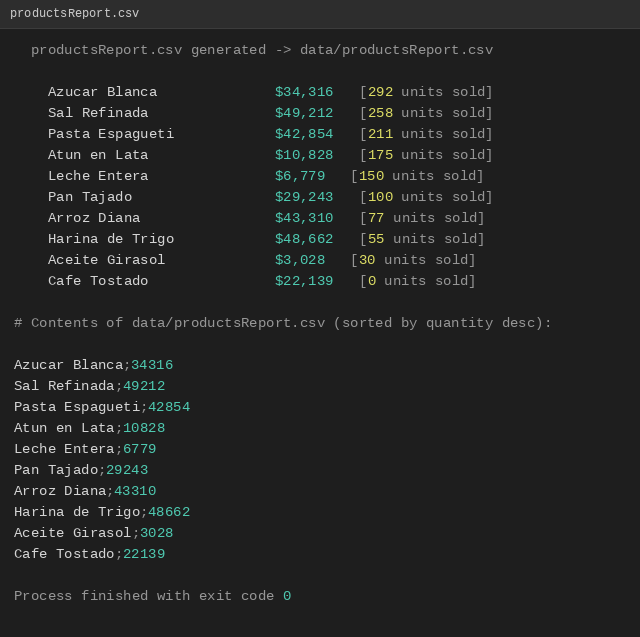 productsReport.csv
productsReport.csv generated -> data/productsReport.csv
Azucar Blanca $34,316 [292 units sold]
Sal Refinada $49,212 [258 units sold]
Pasta Espagueti $42,854 [211 units sold]
Atun en Lata $10,828 [175 units sold]
Leche Entera $6,779 [150 units sold]
Pan Tajado $29,243 [100 units sold]
Arroz Diana $43,310 [77 units sold]
Harina de Trigo $48,662 [55 units sold]
Aceite Girasol $3,028 [30 units sold]
Cafe Tostado $22,139 [0 units sold]
# Contents of data/productsReport.csv (sorted by quantity desc):
Azucar Blanca;34316
Sal Refinada;49212
Pasta Espagueti;42854
Atun en Lata;10828
Leche Entera;6779
Pan Tajado;29243
Arroz Diana;43310
Harina de Trigo;48662
Aceite Girasol;3028
Cafe Tostado;22139
Process finished with exit code 0